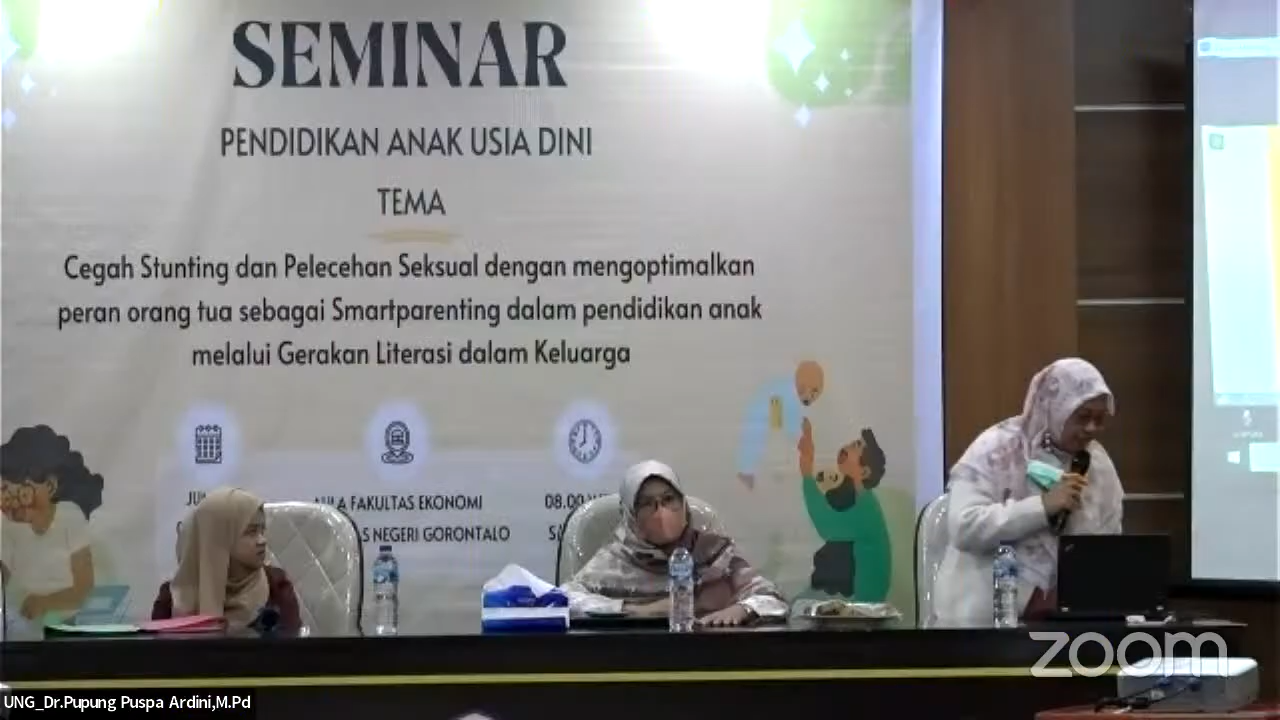 SEMINAR
PENDIDIKAN ANAK USIA DINI
TEMA
Cegah Stunting dan Pelecehan Seksual dengan mengoptimalkan
peran orang tua sebagai Smartparenting dalam pendidikan anak
melalui Gerakan Literasi dalam Keluarga
FAKULTAS EKONOMI
08.00
NEGERI GORONTALO
zoom
UNG_Dr.Pupung Puspa Ardini,M.Pd